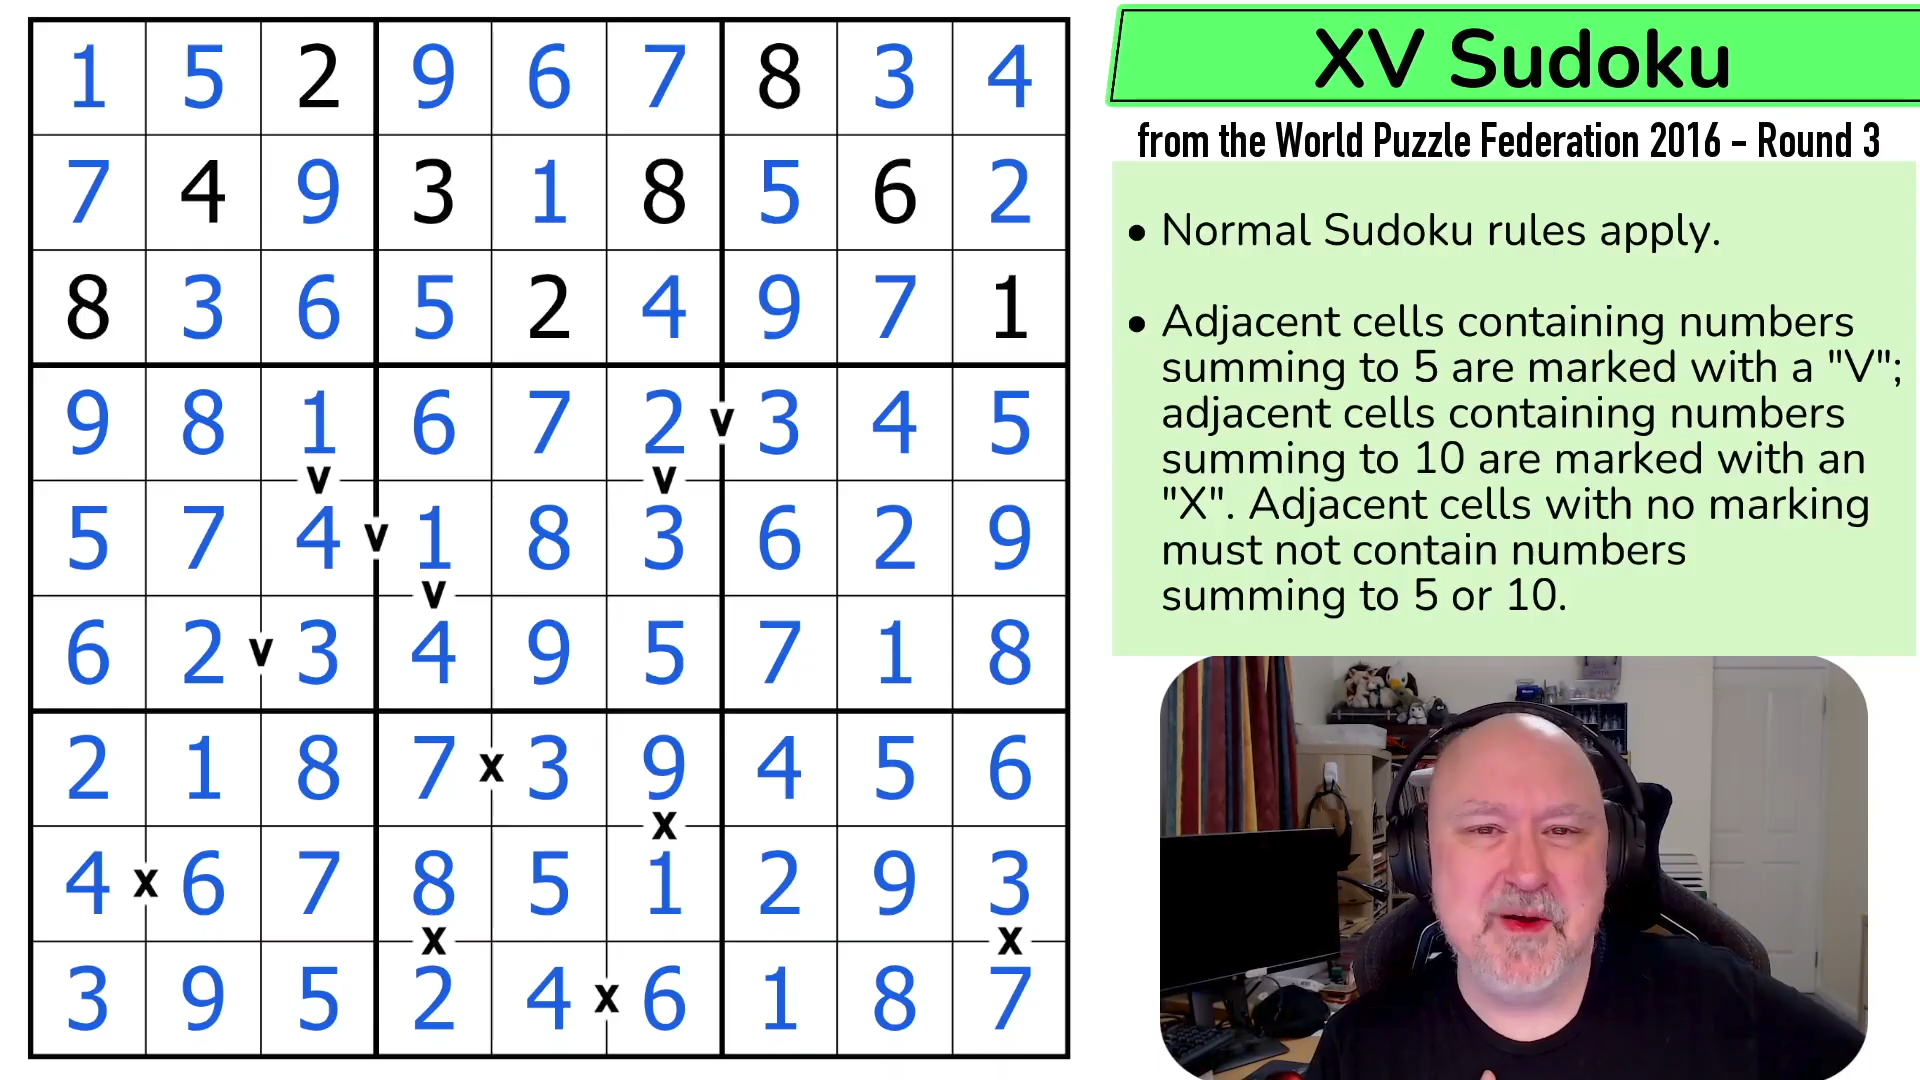 XV Sudoku
from the World Puzzle Federation 2016 - Round 3
• Normal Sudoku rules apply.
• Adjacent cells containing numbers
summing to 5 are marked with a "V";
adjacent cells containing numbers
summing to 10 are marked with an
"X". Adjacent cells with no marking
must not contain numbers
summing to 5 or 10.
1 5 2 9 6 7 8 3 4
7 4 9 3 1 8 5 6 2
8 3 6 5 2 4 9 7 1
9 8 1 6 7 2 v 3 4 5
v v
5 7 4 v 1 8 3 6 2 9
v
6 2 v 3 4 9 5 7 1 8
2 1 8 7 x 3 9 4 5 6
x
4 x 6 7 8 5 1 2 9 3
x x
3 9 5 2 4 x 6 1 8 7